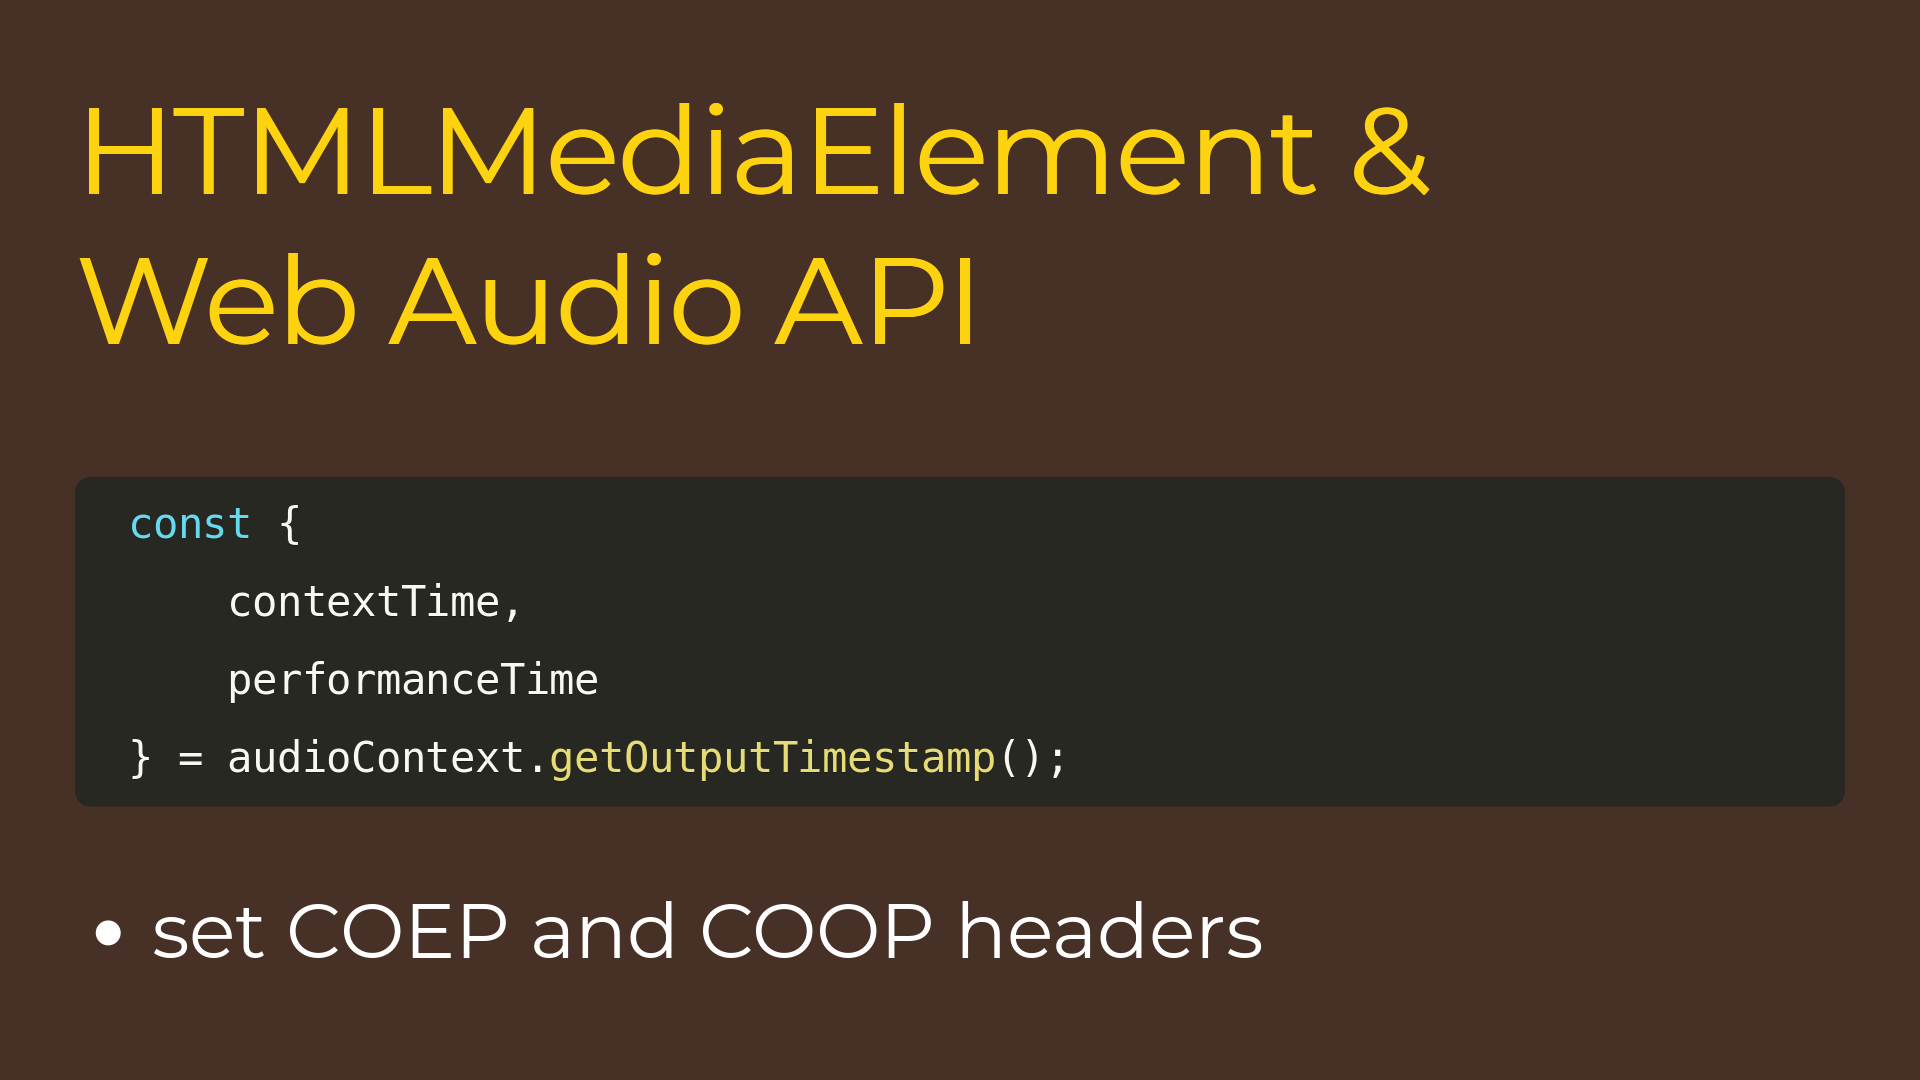 HTMLMediaElement &
Web Audio API
const {
    contextTime,
    performanceTime
} = audioContext.getOutputTimestamp();
• set COEP and COOP headers